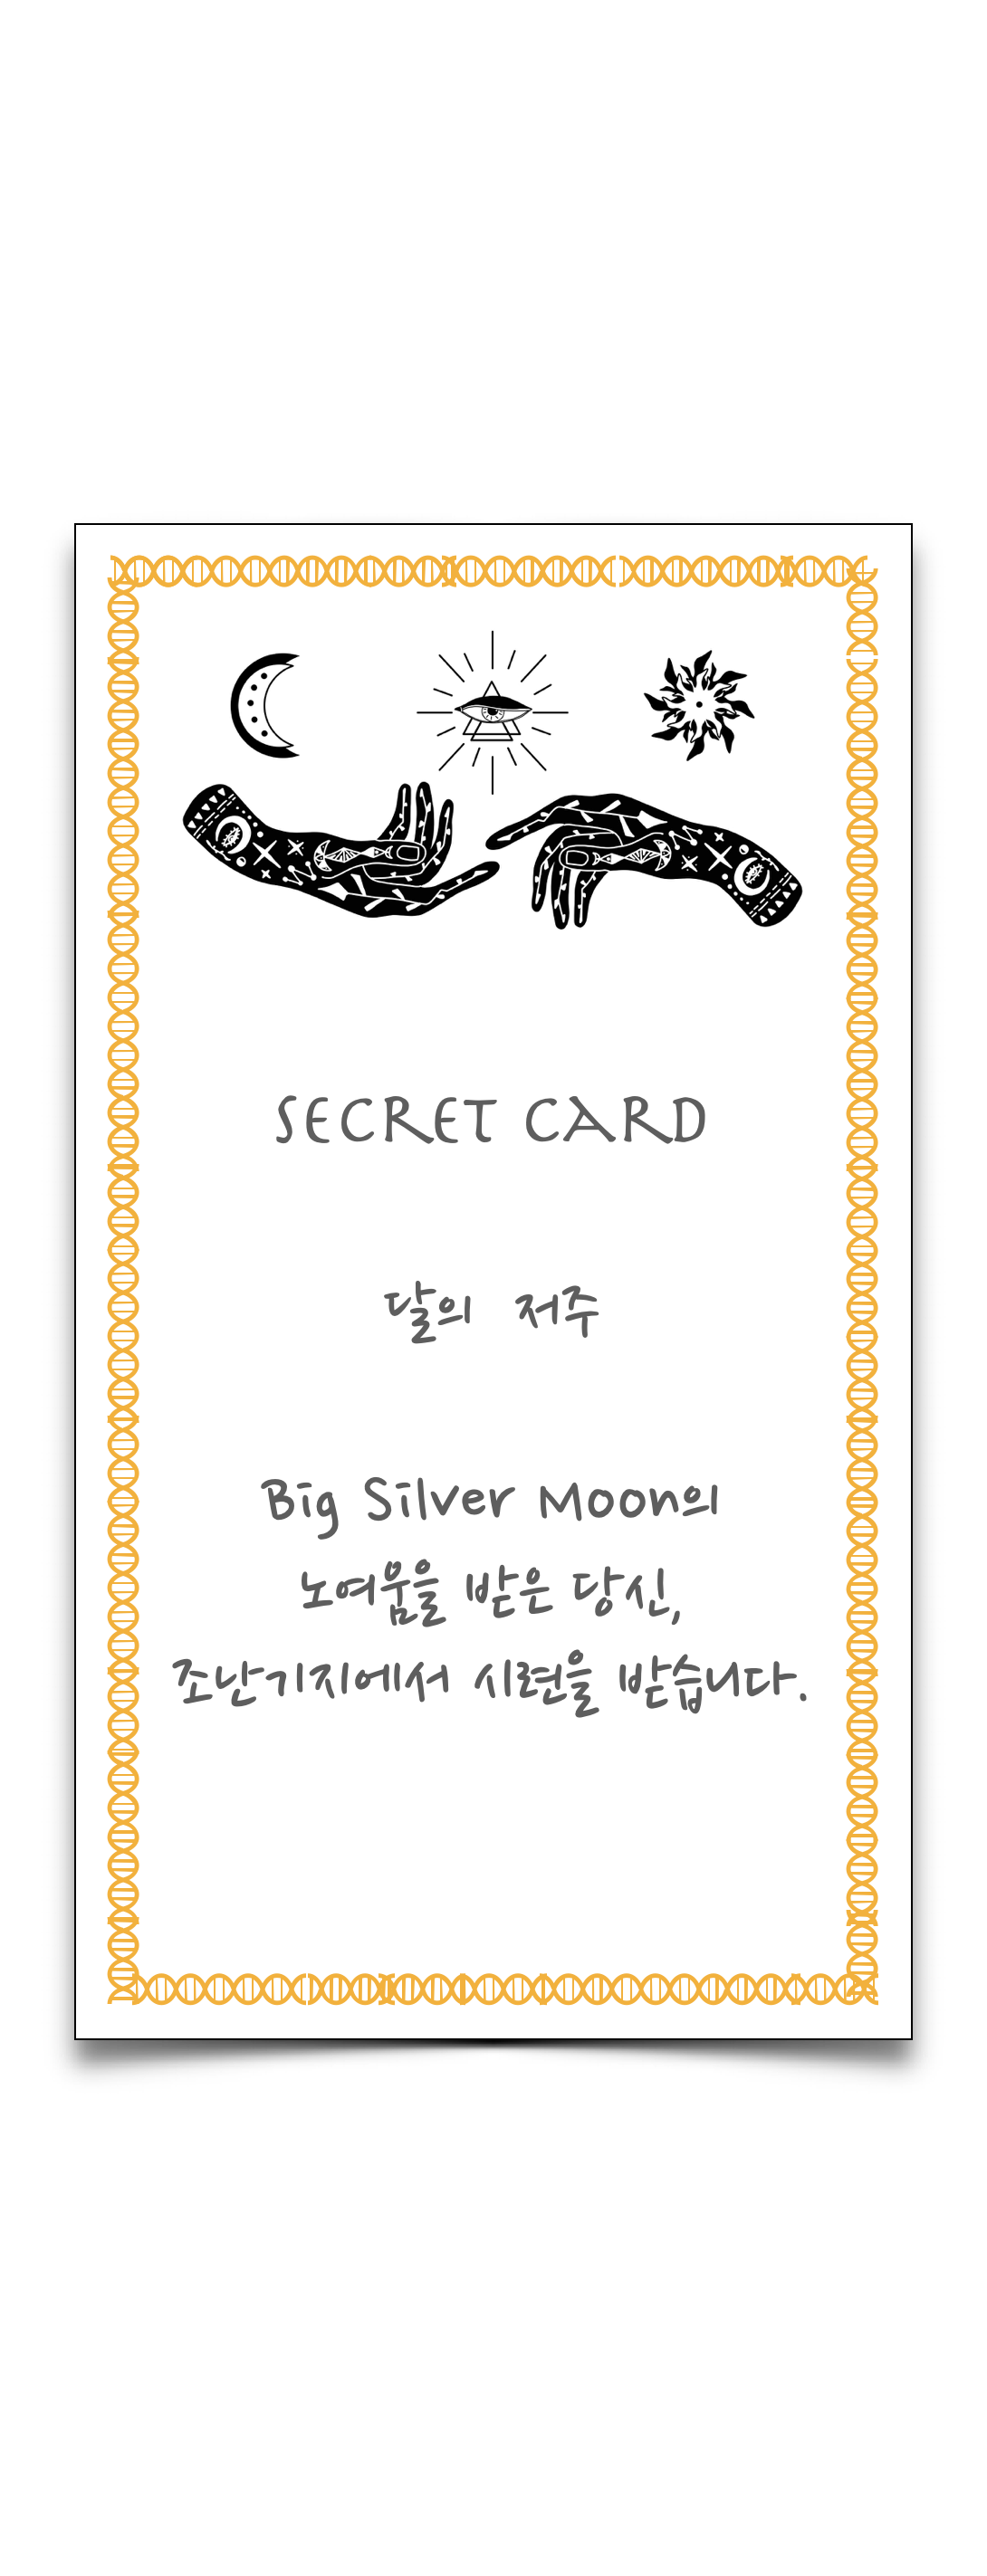 SECRET CARD
달의 저주
Big Silver Moon의
노여움을 받은 당신,
조난기지에서 시련을 받습니다.